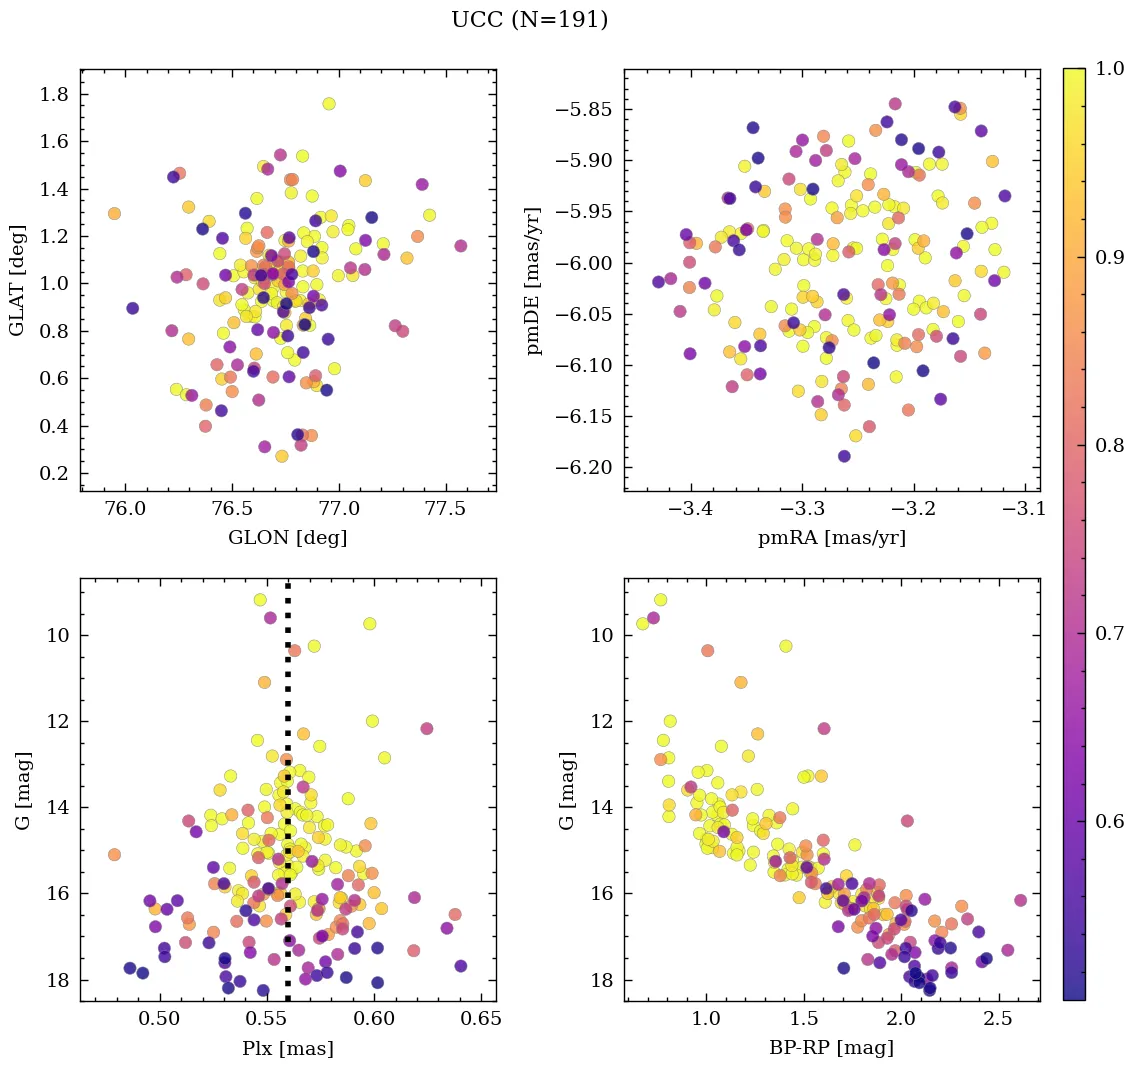 UCC (N=191)
1.8
1.6
1.4
1.2
1.0
0.8
0.6
0.4
0.2
GLAT [deg]
76.0 76.5 77.0 77.5
GLON [deg]
−5.85
−5.90
−5.95
−6.00
−6.05
−6.10
−6.15
−6.20
pmDE [mas/yr]
−3.4 −3.3 −3.2 −3.1
pmRA [mas/yr]
10
12
14
16
18
G [mag]
0.50 0.55 0.60 0.65
Plx [mas]
10
12
14
16
18
G [mag]
1.0 1.5 2.0 2.5
BP-RP [mag]
1.0
0.9
0.8
0.7
0.6